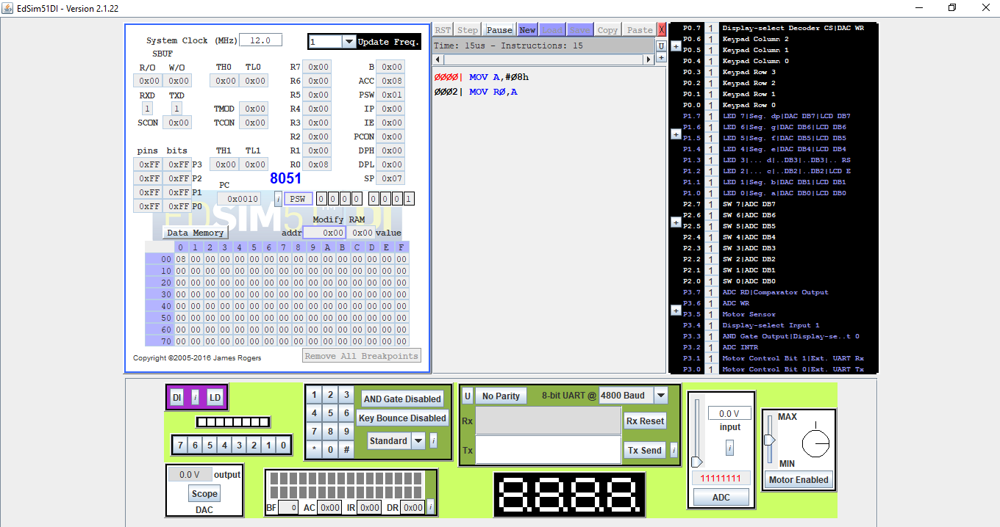 EdSim51DI - Version 2.1.22
System Clock (MHz) 12.0
1 Update Freq.
SBUF
R/O W/O TH0 TL0 R7 0x00 B 0x00
0x00 0x00 0x00 0x00 R6 0x00 ACC 0x08
RXD TXD R5 0x00 PSW 0x01
1 1 TMOD 0x00 R4 0x00 IP 0x00
SCON 0x00 TCON 0x00 R3 0x00 IE 0x00
R2 0x00 PCON 0x00
pins bits TH1 TL1 R1 0x00 DPH 0x00
0xFF 0xFF P3 0x00 0x00 R0 0x08 DPL 0x00
0xFF 0xFF P2 8051 SP 0x07
0xFF 0xFF P1 PC
0xFF 0xFF P0 0x0010 i PSW 0 0 0 0 0 0 0 1
EdSIM51 DI
TM
Modify RAM
Data Memory addr 0x00 0x00 value
0 1 2 3 4 5 6 7 8 9 A B C D E F
00 08 00 00 00 00 00 00 00 00 00 00 00 00 00 00 00
10 00 00 00 00 00 00 00 00 00 00 00 00 00 00 00 00
20 00 00 00 00 00 00 00 00 00 00 00 00 00 00 00 00
30 00 00 00 00 00 00 00 00 00 00 00 00 00 00 00 00
40 00 00 00 00 00 00 00 00 00 00 00 00 00 00 00 00
50 00 00 00 00 00 00 00 00 00 00 00 00 00 00 00 00
60 00 00 00 00 00 00 00 00 00 00 00 00 00 00 00 00
70 00 00 00 00 00 00 00 00 00 00 00 00 00 00 00 00
Copyright ©2005-2016 James Rogers
Remove All Breakpoints
RST Step Pause New Load Save Copy Paste X
Time: 15us - Instructions: 15
U
+
0000| MOV A,#08h
0002| MOV R0,A
P0.7 1 Display-select Decoder CS|DAC WR
P0.6 1 Keypad Column 2
+
P0.5 1 Keypad Column 1
P0.4 1 Keypad Column 0
P0.3 1 Keypad Row 3
P0.2 1 Keypad Row 2
P0.1 1 Keypad Row 1
P0.0 1 Keypad Row 0
P1.7 1 LED 7|Seg. dp|DAC DB7|LCD DB7
P1.6 1 LED 6|Seg. g|DAC DB6|LCD DB6
+
P1.5 1 LED 5|Seg. f|DAC DB5|LCD DB5
P1.4 1 LED 4|Seg. e|DAC DB4|LCD DB4
P1.3 1 LED 3|... d|..DB3|..DB3|.. RS
P1.2 1 LED 2|... c|..DB2|..DB2|LCD E
P1.1 1 LED 1|Seg. b|DAC DB1|LCD DB1
P1.0 1 LED 0|Seg. a|DAC DB0|LCD DB0
P2.7 1 SW 7|ADC DB7
P2.6 1 SW 6|ADC DB6
+
P2.5 1 SW 5|ADC DB5
P2.4 1 SW 4|ADC DB4
P2.3 1 SW 3|ADC DB3
P2.2 1 SW 2|ADC DB2
P2.1 1 SW 1|ADC DB1
P2.0 1 SW 0|ADC DB0
P3.7 1 ADC RD|Comparator Output
P3.6 1 ADC WR
+
P3.5 1 Motor Sensor
P3.4 1 Display-select Input 1
P3.3 1 AND Gate Output|Display-se..t 0
P3.2 1 ADC INTR
P3.1 1 Motor Control Bit 1|Ext. UART Rx
P3.0 1 Motor Control Bit 0|Ext. UART Tx
DI i LD
7 6 5 4 3 2 1 0
0.0 V output
Scope
DAC
1 2 3
4 5 6
7 8 9
* 0 #
AND Gate Disabled
Key Bounce Disabled
Standard i
BF 0 AC 0x00 IR 0x00 DR 0x00 i
U No Parity 8-bit UART @ 4800 Baud
Rx Rx Reset
Tx Tx Send i
8.8.8.8.
0.0 V
input
i
11111111
ADC
MAX
MIN
Motor Enabled